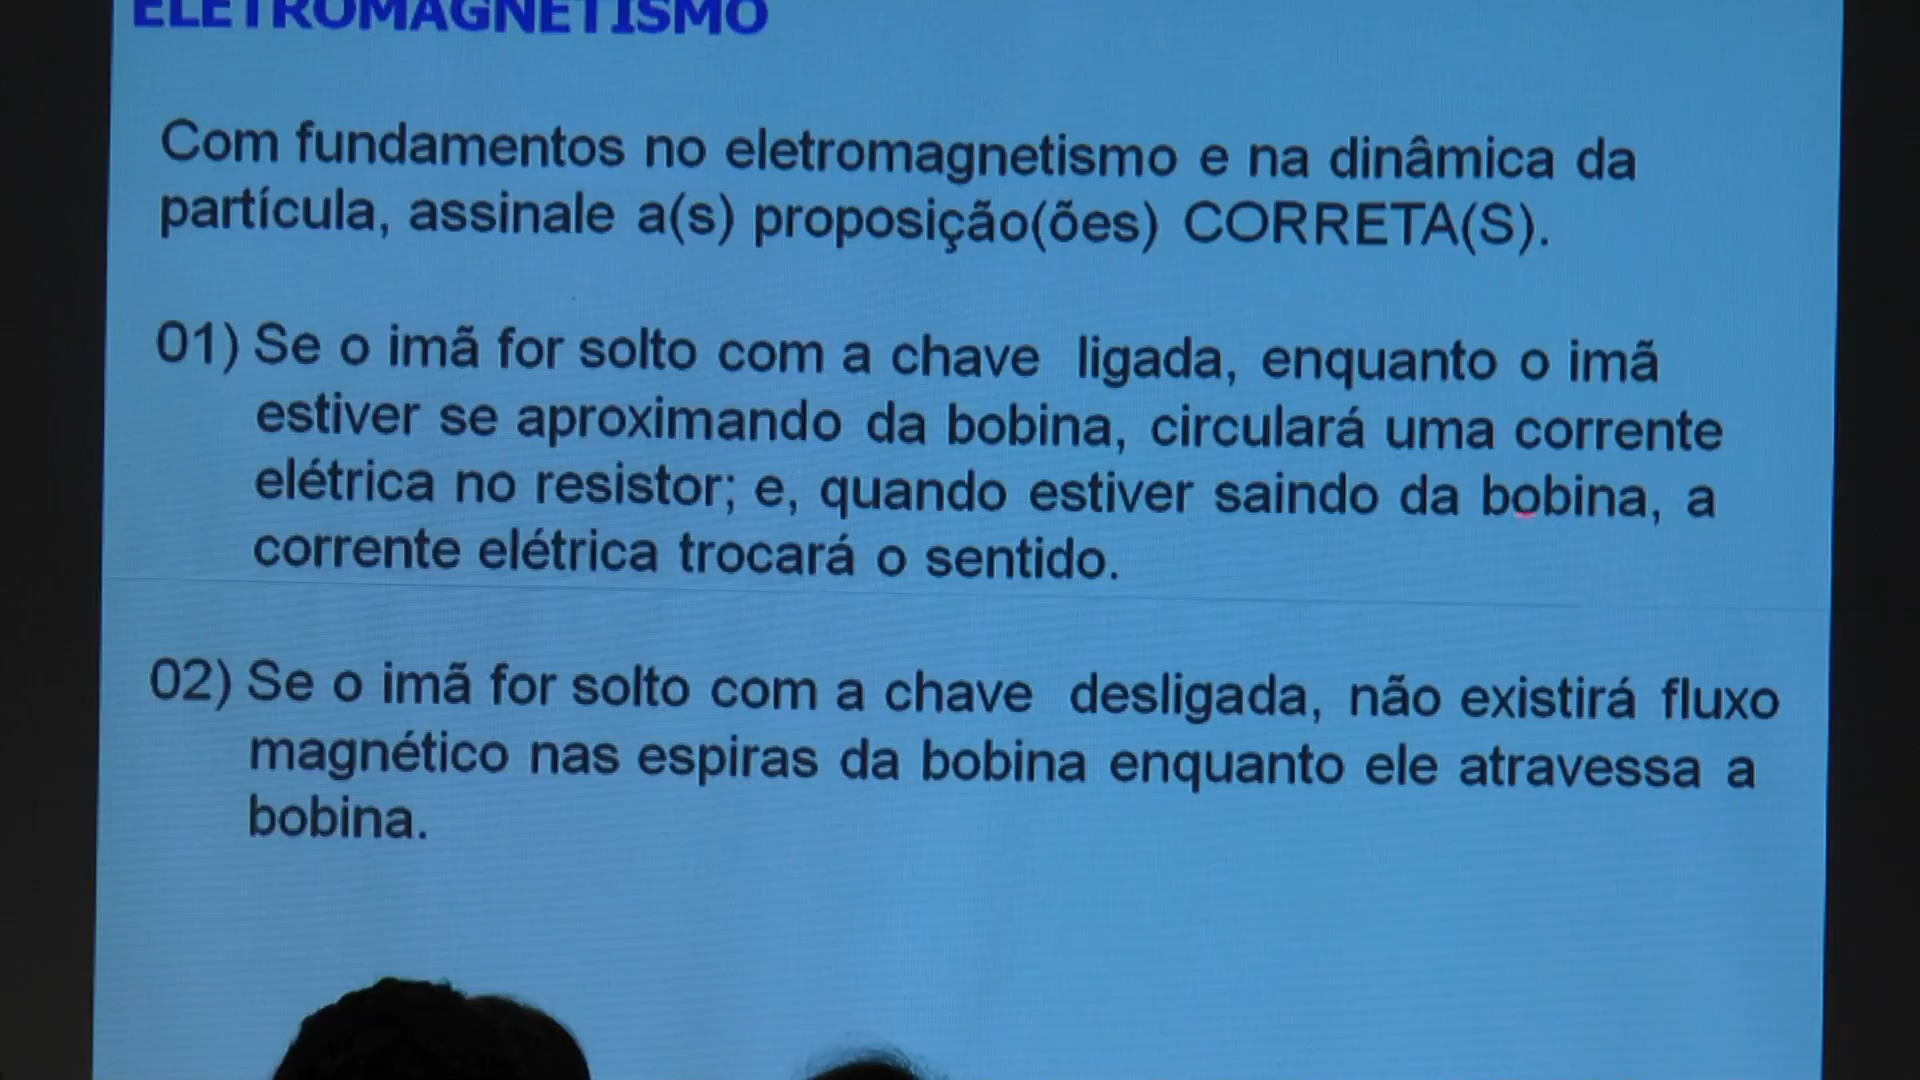 ELETROMAGNETISMO
Com fundamentos no eletromagnetismo e na dinâmica da
partícula, assinale a(s) proposição(ões) CORRETA(S).
01) Se o imã for solto com a chave ligada, enquanto o imã
estiver se aproximando da bobina, circulará uma corrente
elétrica no resistor; e, quando estiver saindo da bobina, a
corrente elétrica trocará o sentido.
02) Se o imã for solto com a chave desligada, não existirá fluxo
magnético nas espiras da bobina enquanto ele atravessa a
bobina.